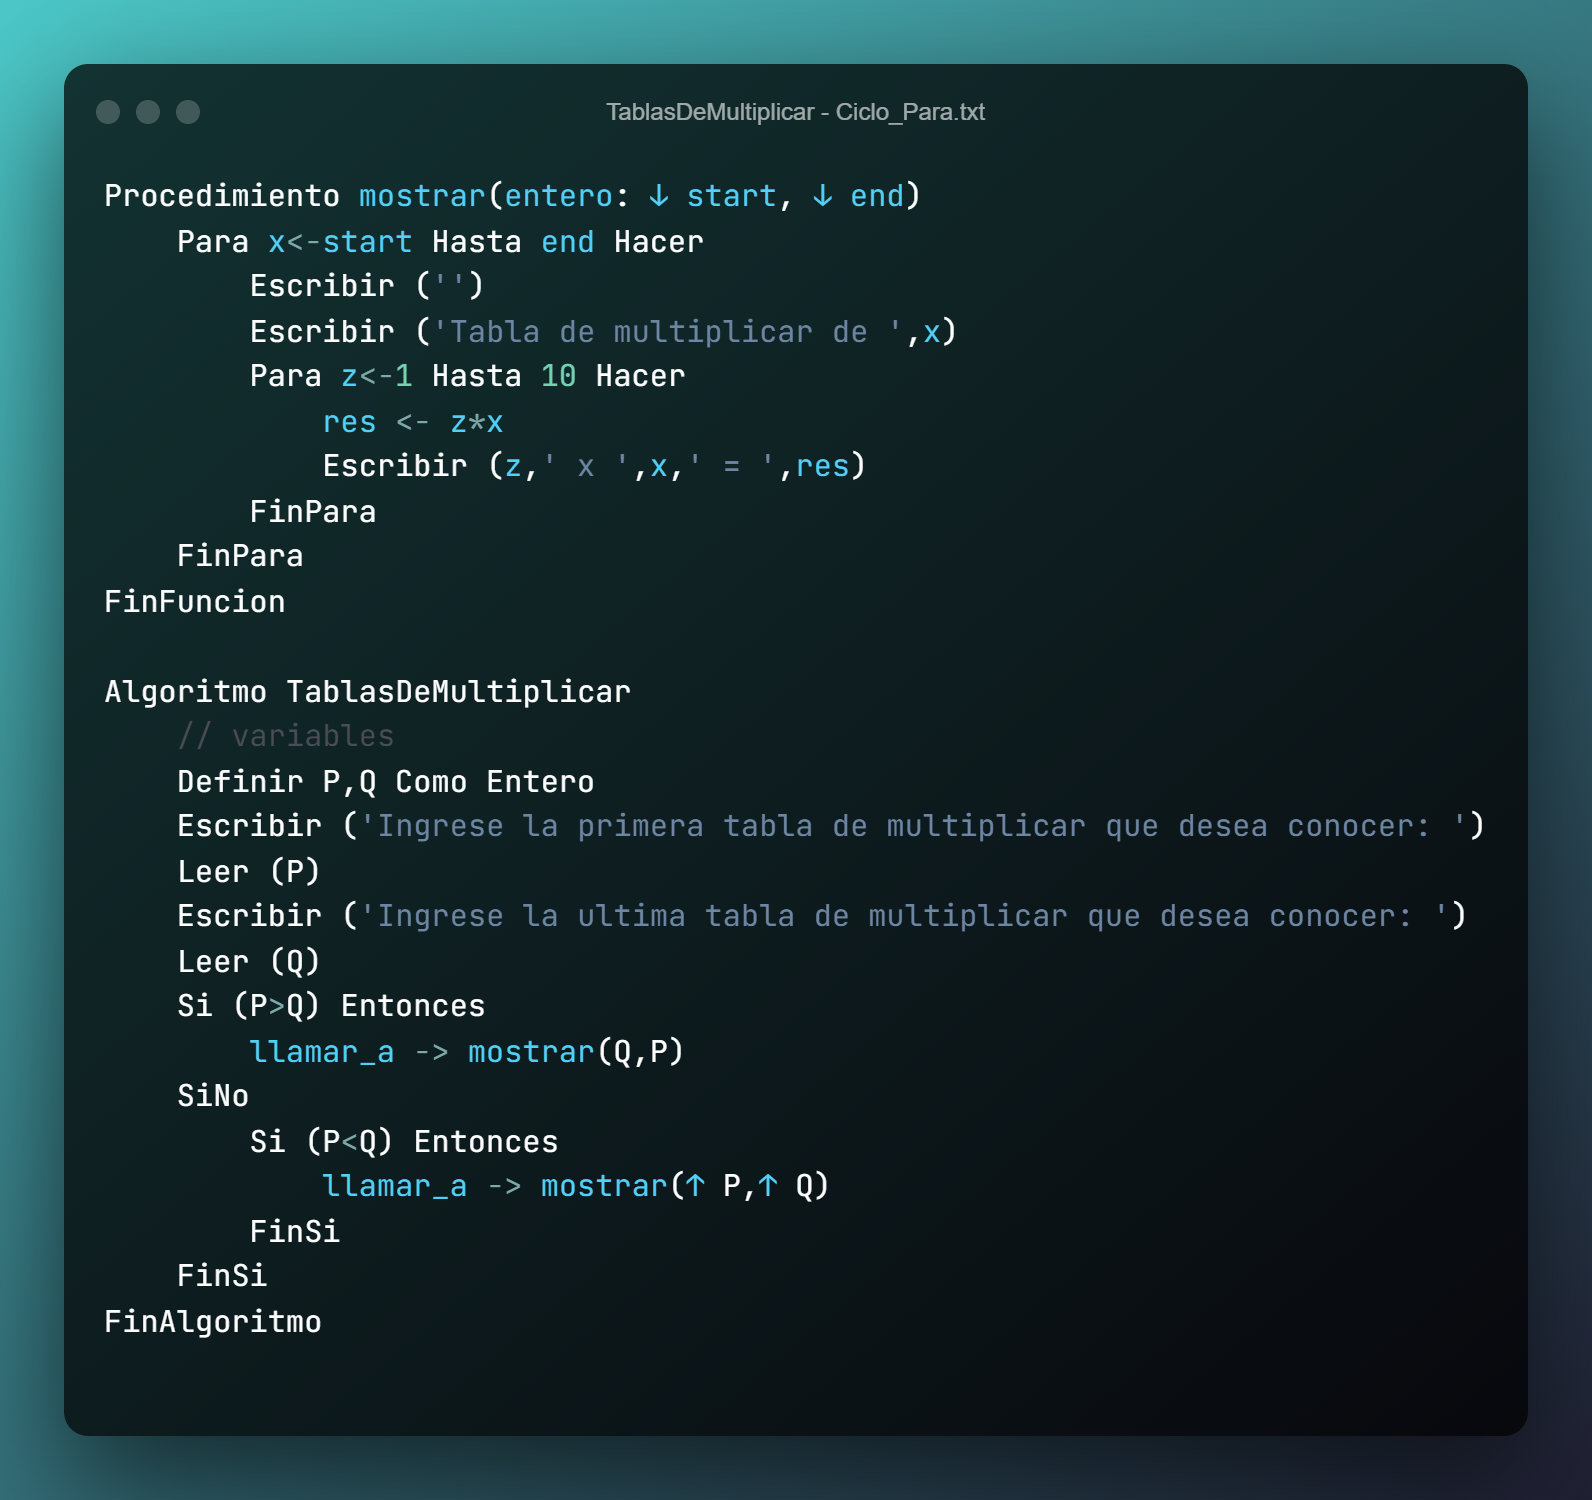 TablasDeMultiplicar - Ciclo_Para.txt
Procedimiento mostrar(entero: ↓ start, ↓ end)
    Para x<-start Hasta end Hacer
        Escribir ('')
        Escribir ('Tabla de multiplicar de ',x)
        Para z<-1 Hasta 10 Hacer
            res <- z*x
            Escribir (z,' x ',x,' = ',res)
        FinPara
    FinPara
FinFuncion

Algoritmo TablasDeMultiplicar
    // variables
    Definir P,Q Como Entero
    Escribir ('Ingrese la primera tabla de multiplicar que desea conocer: ')
    Leer (P)
    Escribir ('Ingrese la ultima tabla de multiplicar que desea conocer: ')
    Leer (Q)
    Si (P>Q) Entonces
        llamar_a -> mostrar(Q,P)
    SiNo
        Si (P<Q) Entonces
            llamar_a -> mostrar(↑ P,↑ Q)
        FinSi
    FinSi
FinAlgoritmo